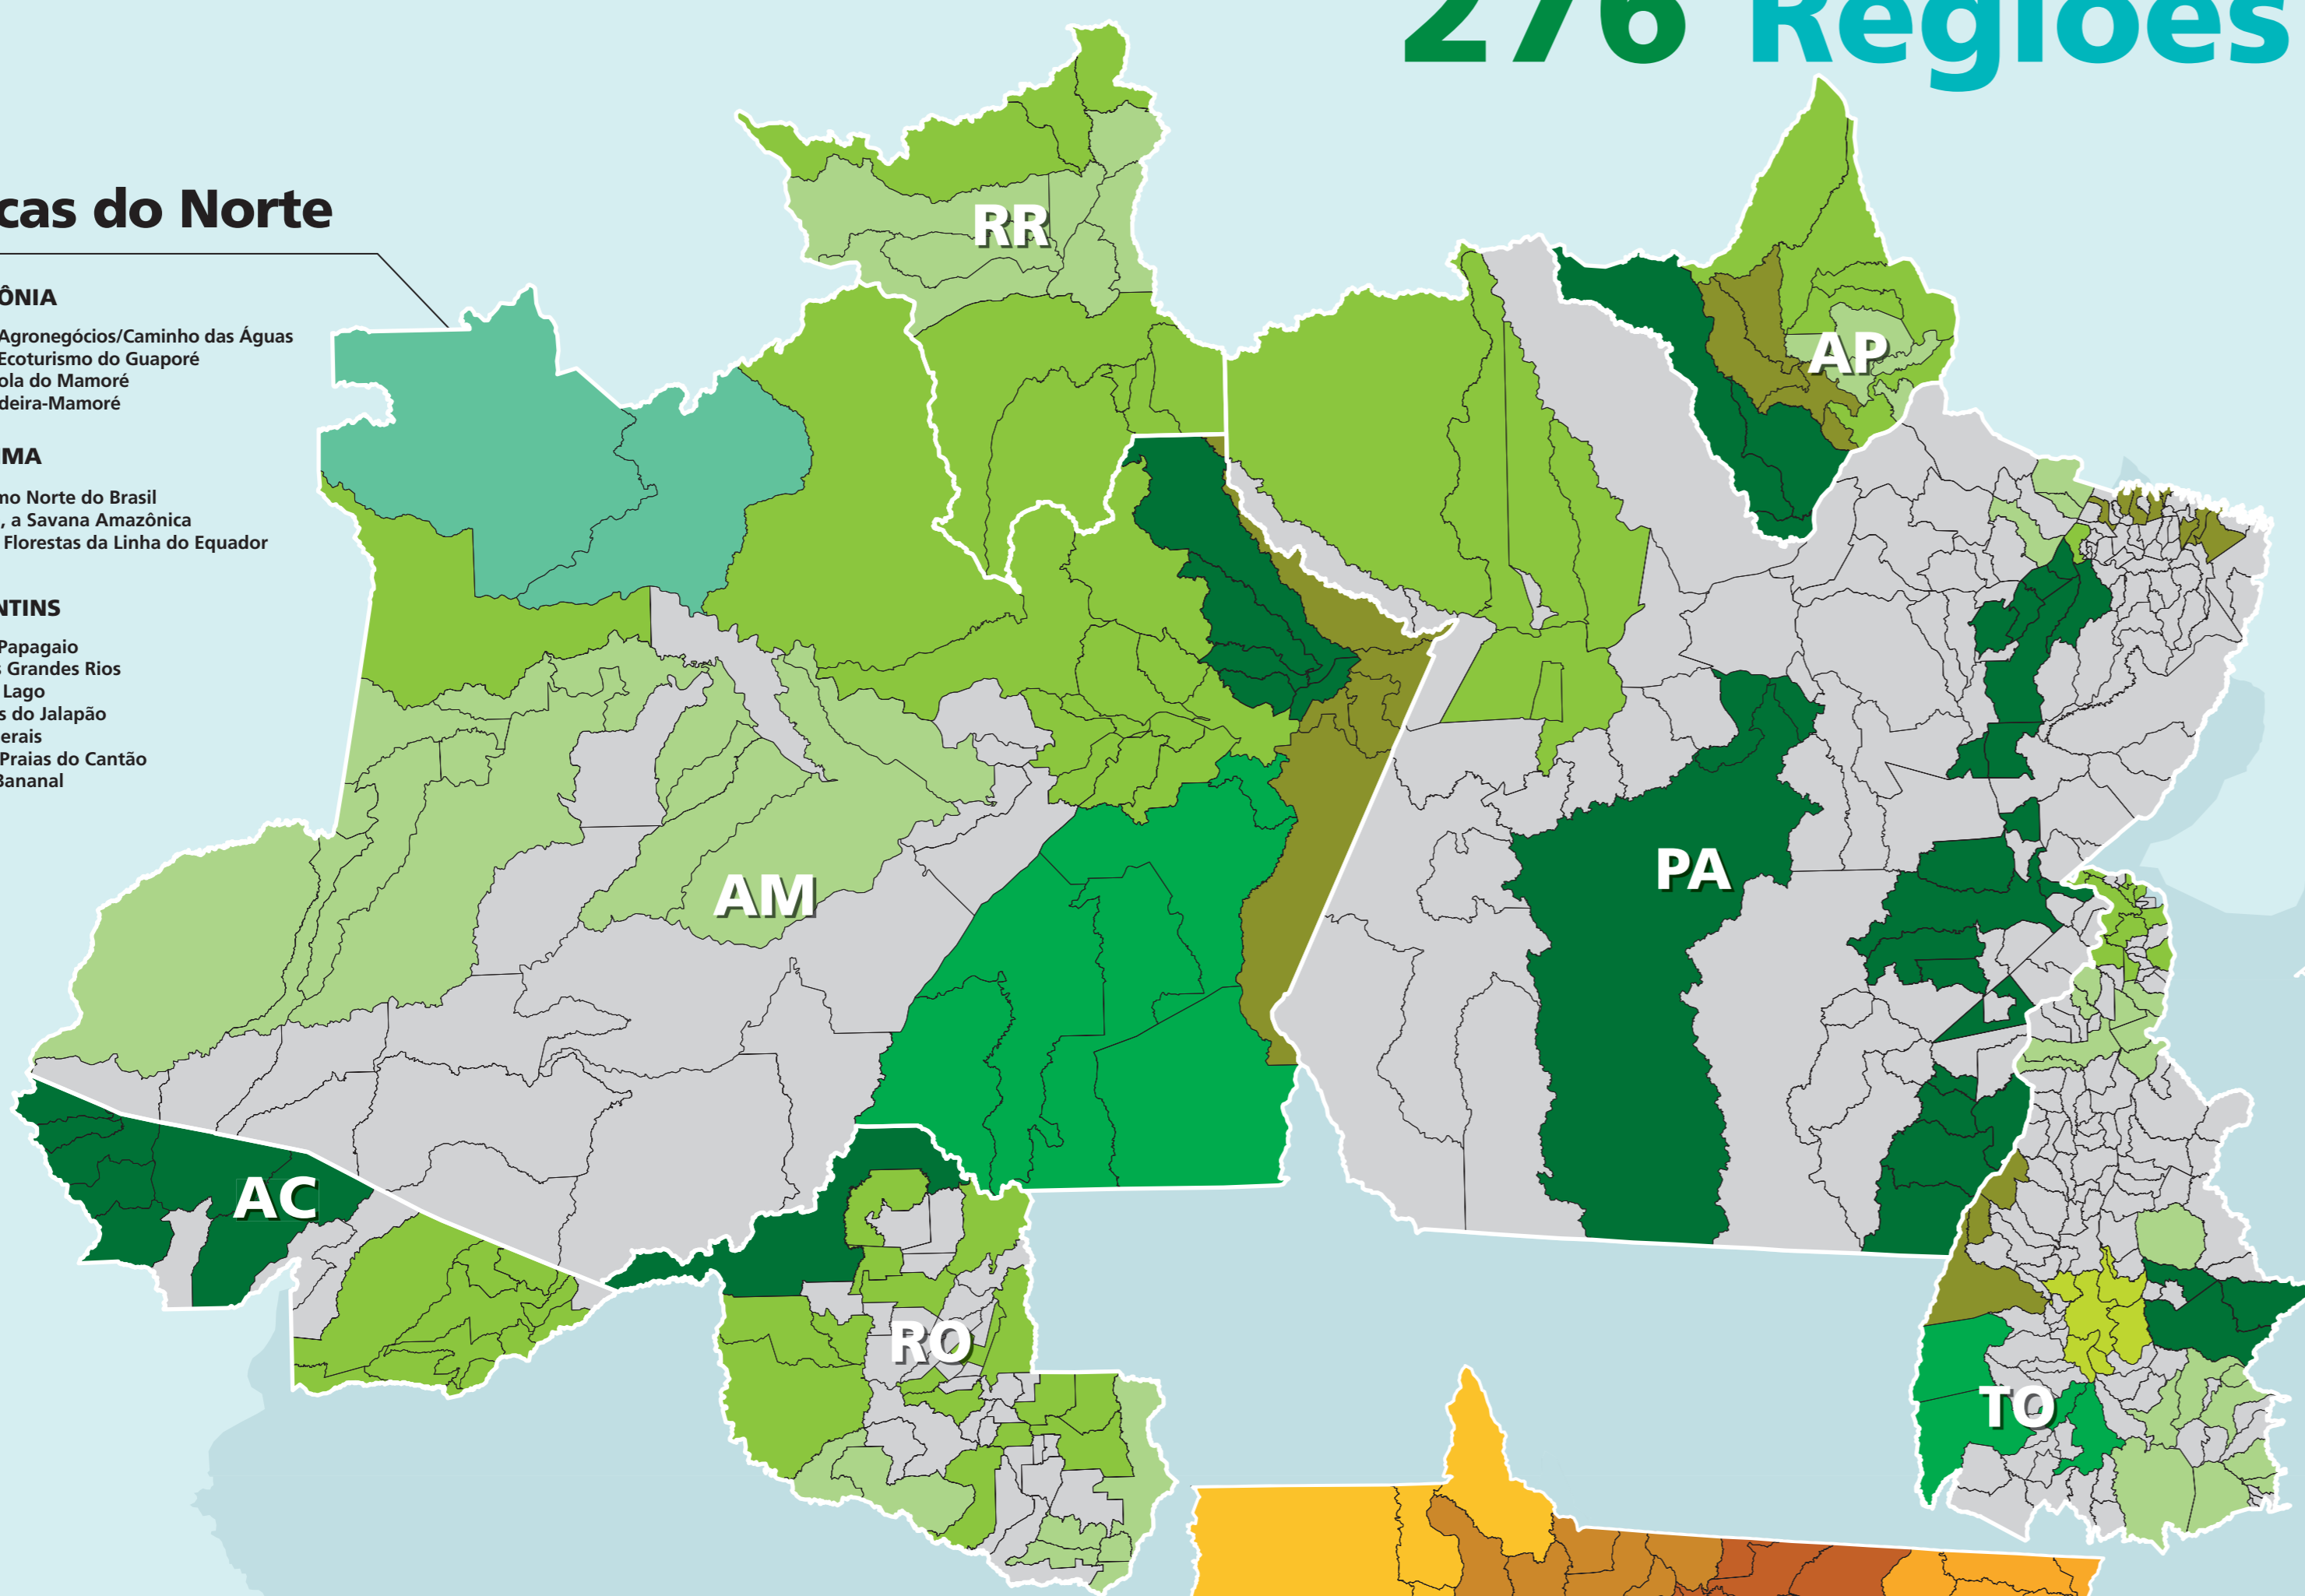 276 Regiões
cas do Norte
ÔNIA
Agronegócios/Caminho das Águas
Ecoturismo do Guaporé
ola do Mamoré
deira-Mamoré
MA
no Norte do Brasil
, a Savana Amazônica
Florestas da Linha do Equador
NTINS
Papagaio
s Grandes Rios
Lago
s do Jalapão
erais
Praias do Cantão
Bananal
RR
AP
AM
PA
AC
RO
TO